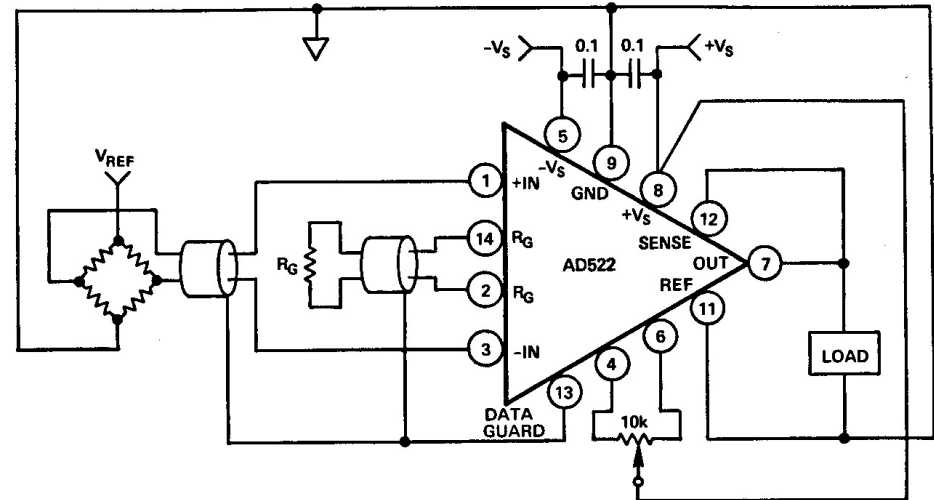 –VS
0.1
0.1
+VS
VREF
5
9
8
–VS
GND
+VS
1
+IN
12
SENSE
14
RG
RG
AD522
OUT
7
2
RG
REF
11
3
–IN
6
4
LOAD
13
DATA
GUARD
10k